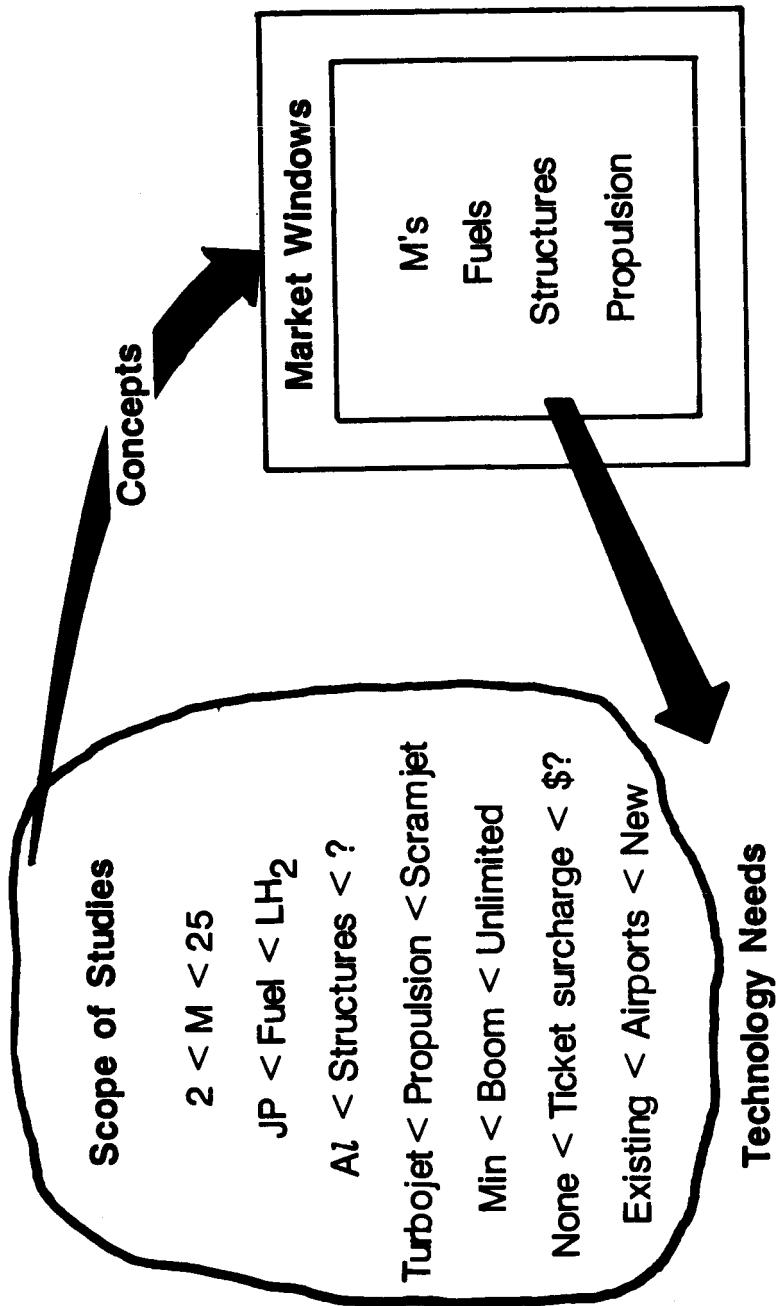 Scope of Studies
2 < M < 25
JP < Fuel < LH2
Al < Structures < ?
Turbojet < Propulsion < Scramjet
Min < Boom < Unlimited
None < Ticket surcharge < $?
Existing < Airports < New
Technology Needs
Concepts
Market Windows
M's
Fuels
Structures
Propulsion